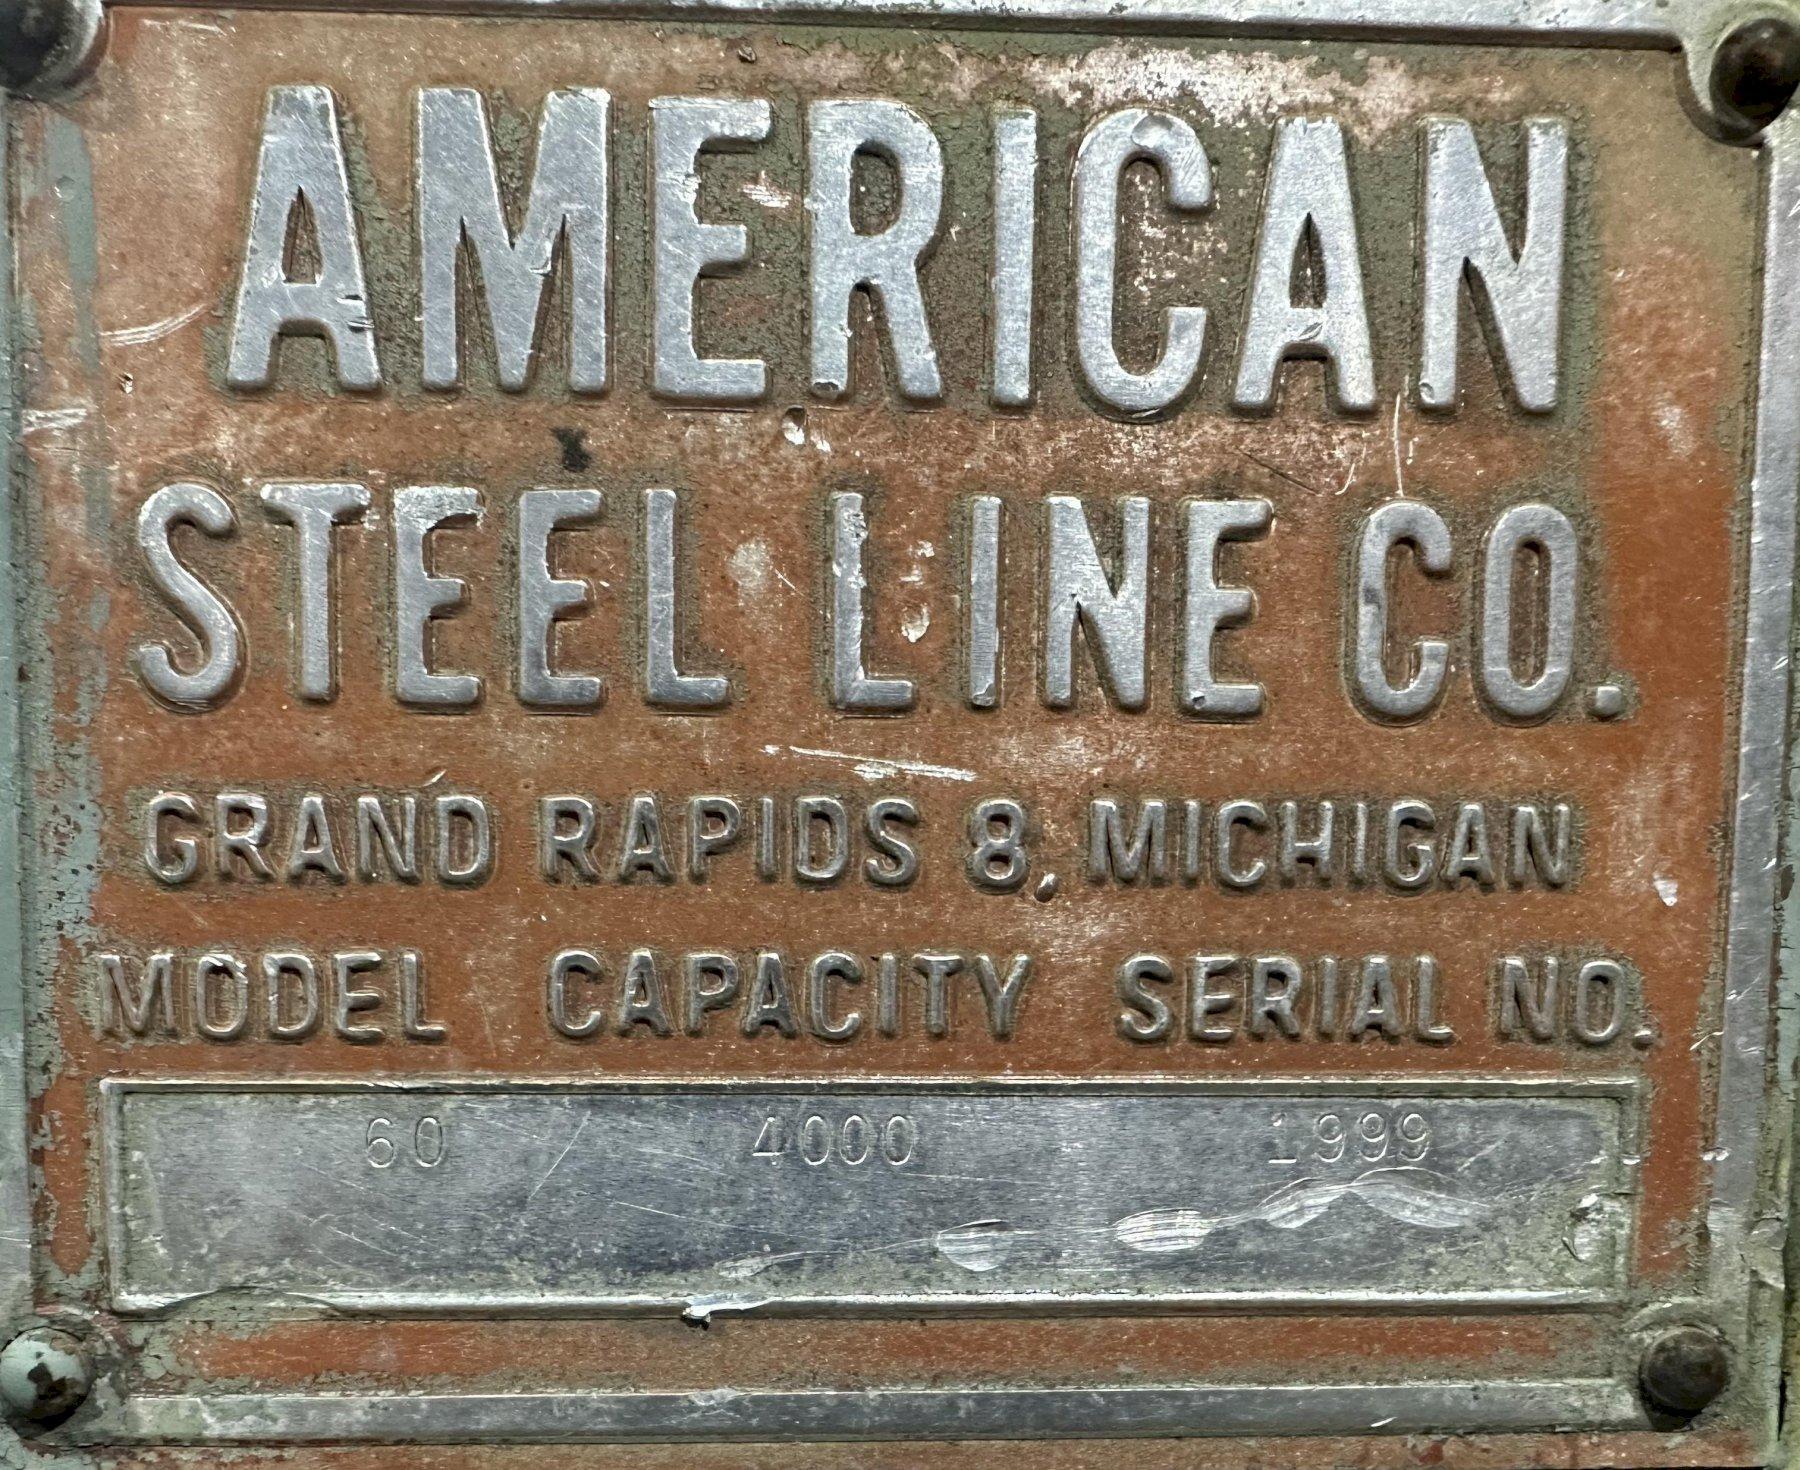 AMERICAN
STEEL LINE CO.
GRAND RAPIDS 8, MICHIGAN
MODEL CAPACITY SERIAL NO.
60 4000 1999